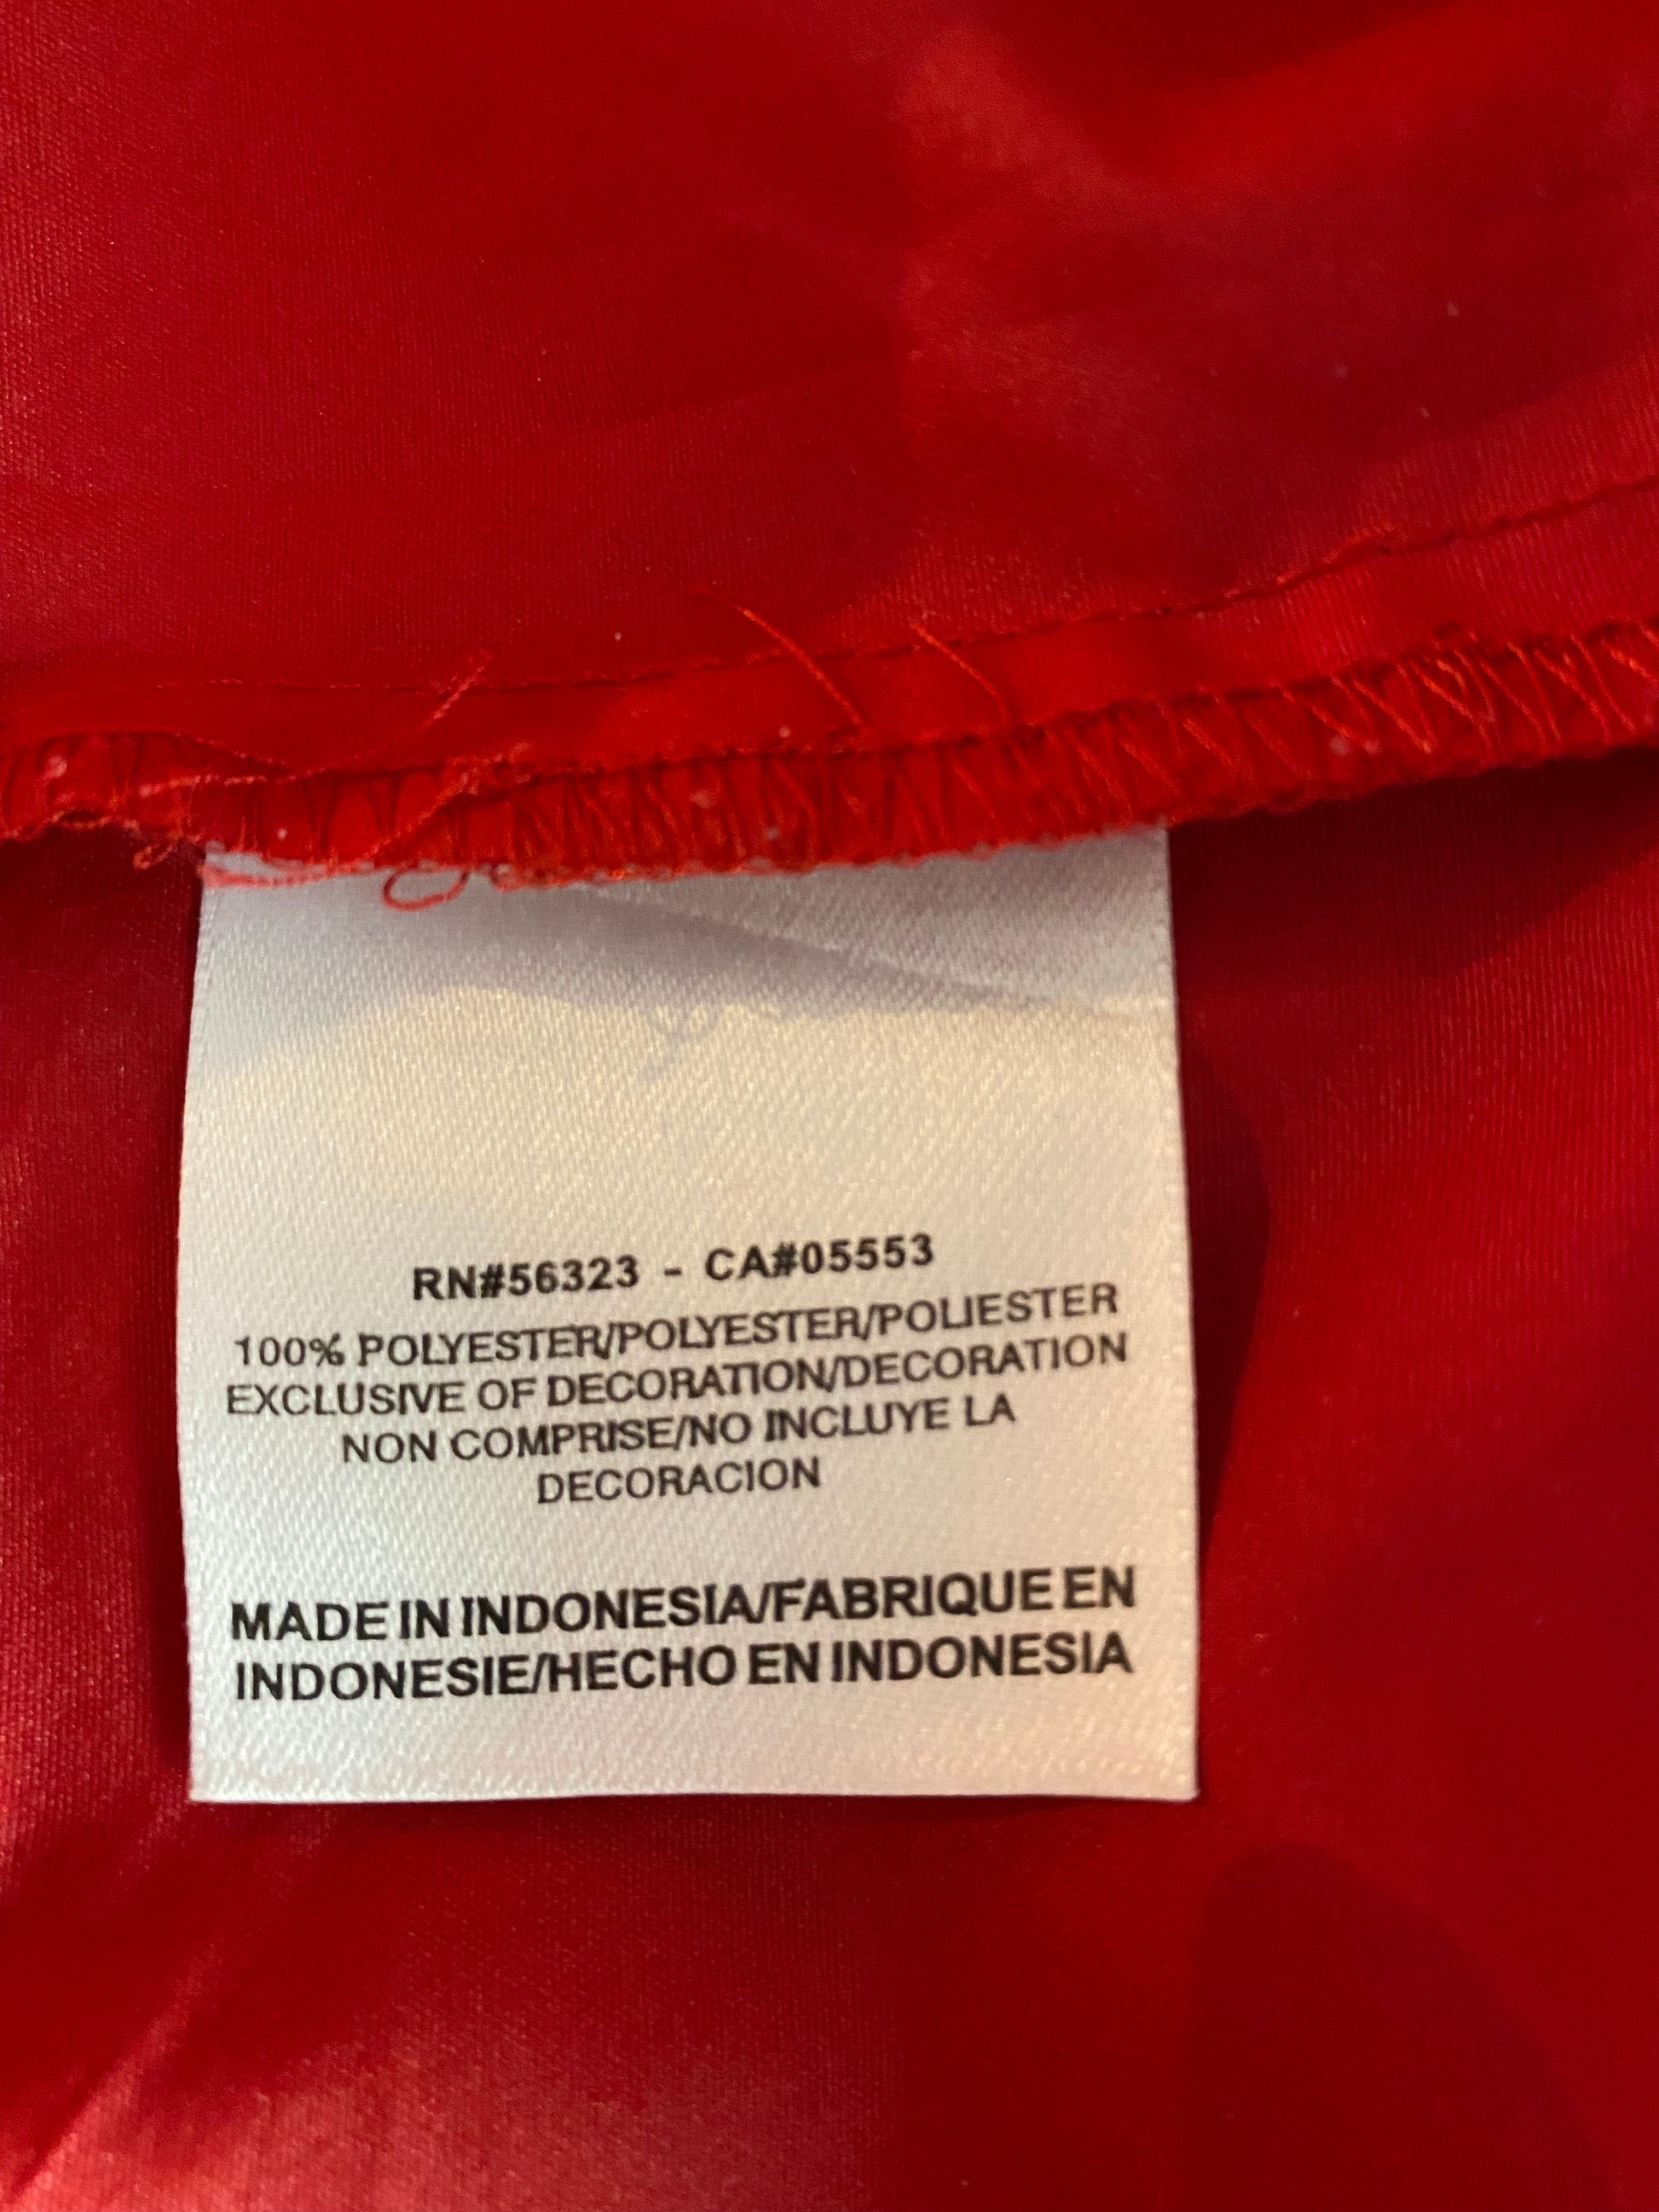 RN#56323 - CA#05553
100% POLYESTER/POLYESTER/POLIESTER
EXCLUSIVE OF DECORATION/DECORATION
NON COMPRISE/NO INCLUYE LA
DECORACION
MADE IN INDONESIA/FABRIQUE EN
INDONESIE/HECHO EN INDONESIA